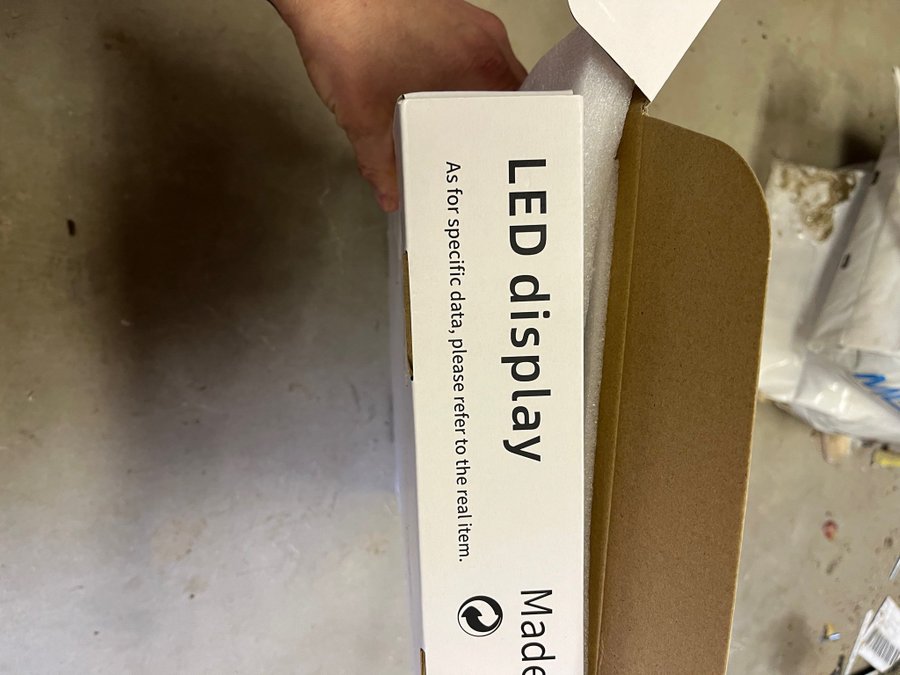 LED display
As for specific data, please refer to the real item.
Made